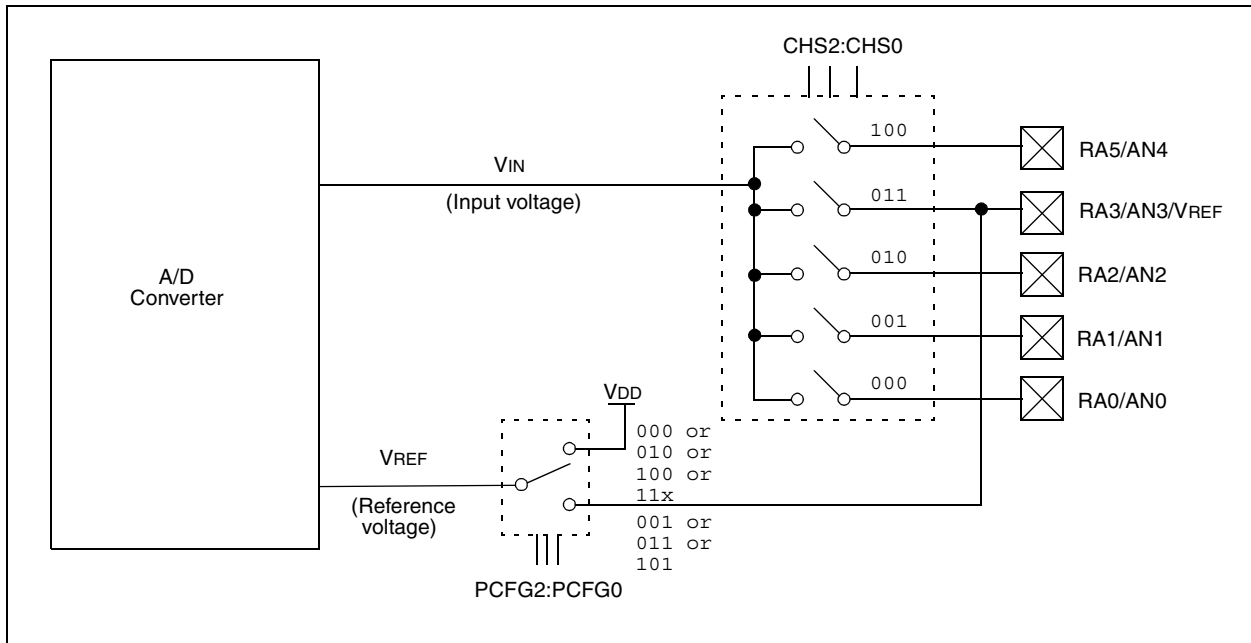 CHS2:CHS0
A/D
Converter
VIN
(Input voltage)
100
RA5/AN4
011
RA3/AN3/VREF
010
RA2/AN2
001
RA1/AN1
000
RA0/AN0
VDD
000 or
010 or
100 or
11x
001 or
011 or
101
VREF
(Reference
voltage)
PCFG2:PCFG0